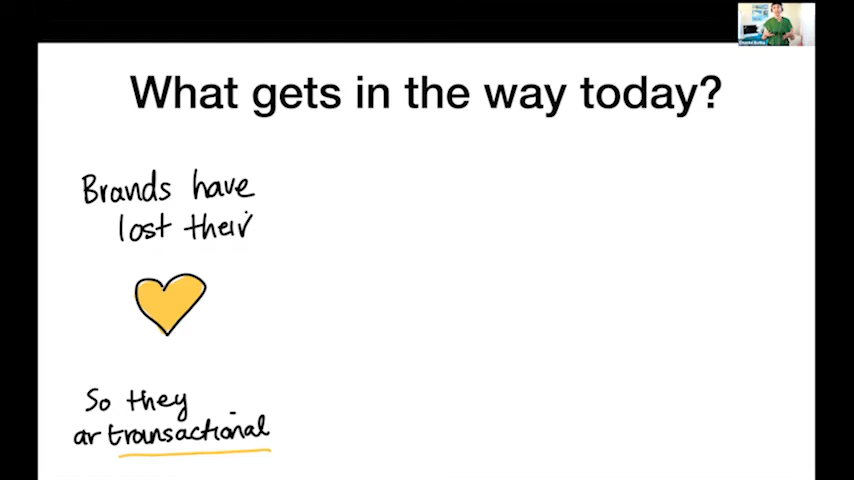 What gets in the way today?
Brands have
lost their
So they
ar transactional